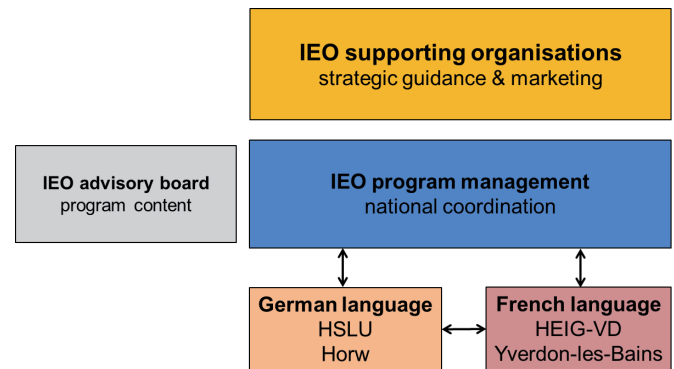 IEO supporting organisations
strategic guidance & marketing
IEO advisory board
program content
IEO program management
national coordination
German language
HSLU
Horw
French language
HEIG-VD
Yverdon-les-Bains